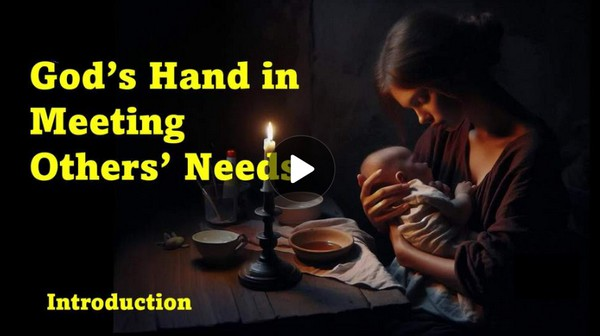 God's Hand in
Meeting
Others' Needs
Introduction